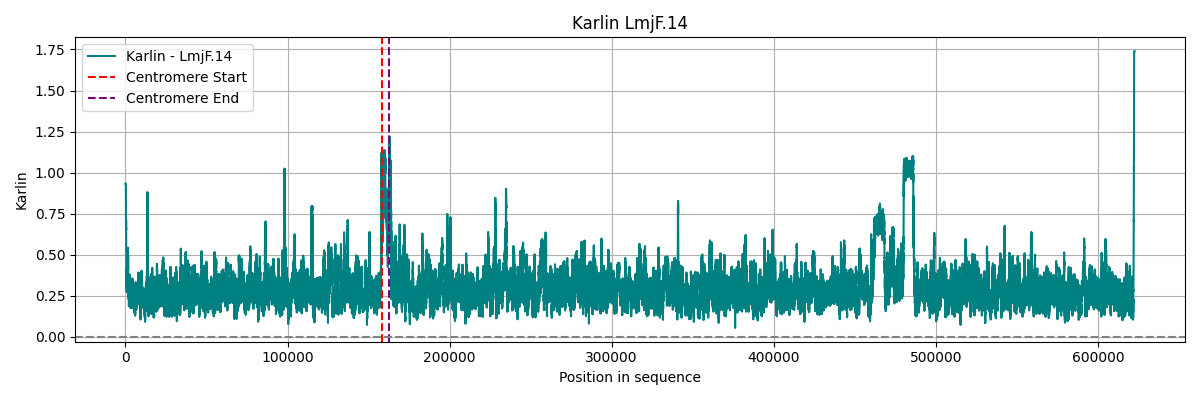 Karlin LmjF.14
Karlin - LmjF.14
Centromere Start
Centromere End
Karlin
1.75
1.50
1.25
1.00
0.75
0.50
0.25
0.00
0 100000 200000 300000 400000 500000 600000
Position in sequence